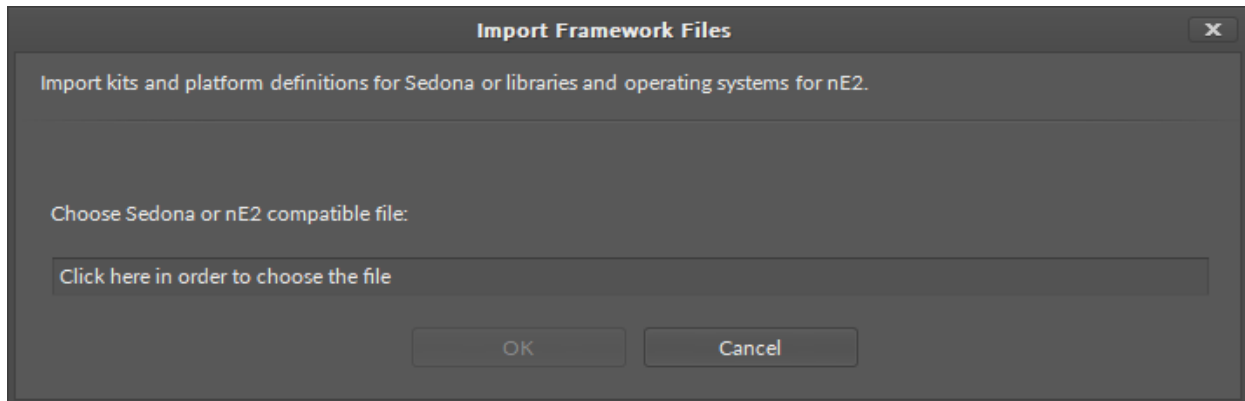 Import Framework Files
x
Import kits and platform definitions for Sedona or libraries and operating systems for nE2.
Choose Sedona or nE2 compatible file:
Click here in order to choose the file
OK Cancel